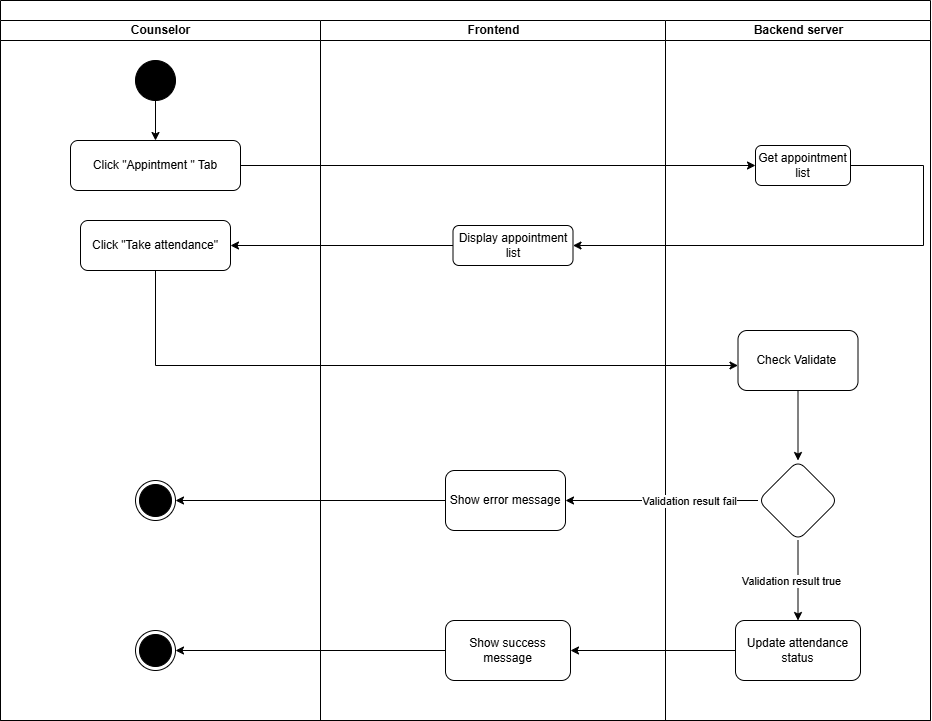 Counselor
Frontend
Backend server
Click "Appintment " Tab
Get appointment
list
Click "Take attendance"
Display appointment
list
Check Validate
Show error message
Validation result fail
Validation result true
Show success
message
Update attendance
status